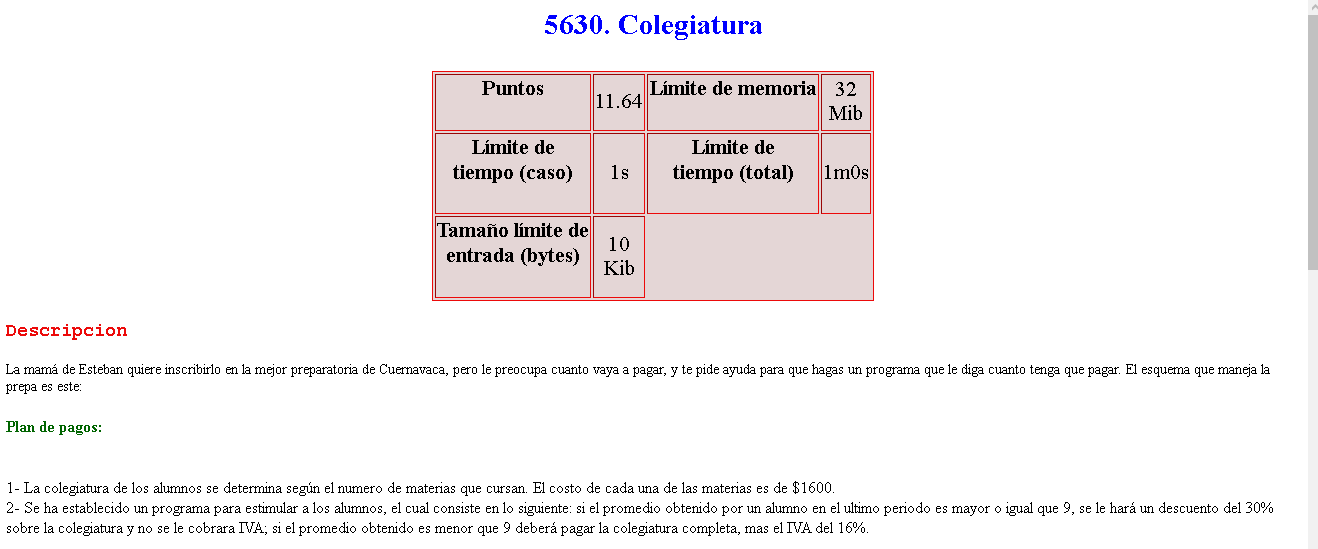 5630. Colegiatura
Puntos
11.64
Límite de memoria
32
Mib
Límite de
tiempo (caso)
1s
Límite de
tiempo (total)
1m0s
Tamaño límite de
entrada (bytes)
10
Kib
Descripcion
La mamá de Esteban quiere inscribirlo en la mejor preparatoria de Cuernavaca, pero le preocupa cuanto vaya a pagar, y te pide ayuda para que hagas un programa que le diga cuanto tenga que pagar. El esquema que maneja la
prepa es este:
Plan de pagos:
1- La colegiatura de los alumnos se determina según el numero de materias que cursan. El costo de cada una de las materias es de $1600.
2- Se ha establecido un programa para estimular a los alumnos, el cual consiste en lo siguiente: si el promedio obtenido por un alumno en el ultimo periodo es mayor o igual que 9, se le hará un descuento del 30%
sobre la colegiatura y no se le cobrara IVA; si el promedio obtenido es menor que 9 deberá pagar la colegiatura completa, mas el IVA del 16%.